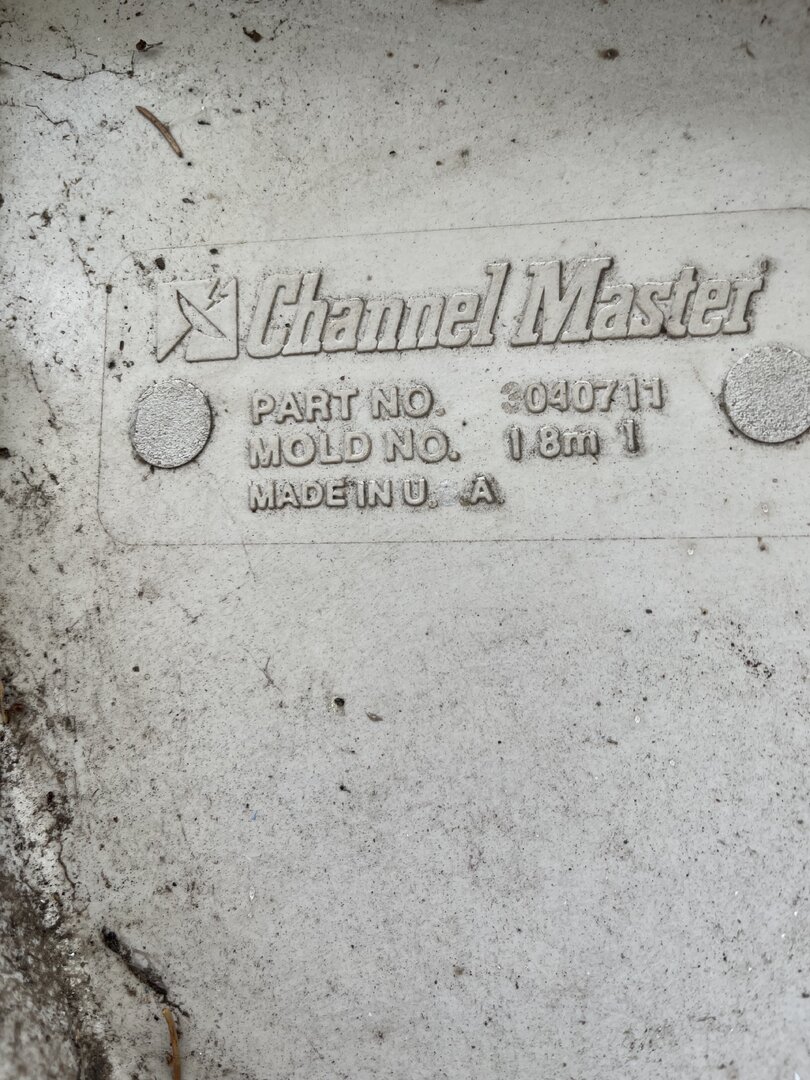 Channel Master
PART NO. 3040711
MOLD NO. 1 8m 1
MADE IN U. A